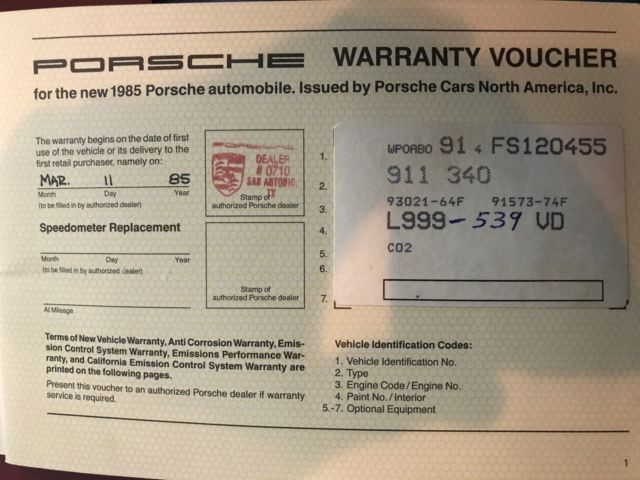 PORSCHE WARRANTY VOUCHER
for the new 1985 Porsche automobile. Issued by Porsche Cars North America, Inc.
The warranty begins on the date of first
use of the vehicle or its delivery to the
first retail purchaser, namely on:
MAR. 11 85
Month Day Year
(to be filled in by authorized dealer)
PORSCHE
DEALER
# 0710
SAN ANTONIO,
TX
Stamp of
authorized Porsche dealer
Speedometer Replacement
Month Day Year
(to be filled in by authorized dealer)
At Mileage
Stamp of
authorized Porsche dealer
1.
2.
3.
4.
5.
6.
7.
WPOABO 91 4 FS120455
911 340
93021-64F 91573-74F
L999-539 VD
C02
Terms of New Vehicle Warranty, Anti Corrosion Warranty, Emis-
sion Control System Warranty, Emissions Performance War-
ranty, and California Emission Control System Warranty are
printed on the following pages.
Present this voucher to an authorized Porsche dealer if warranty
service is required.
Vehicle Identification Codes:
1. Vehicle Identification No.
2. Type
3. Engine Code/Engine No.
4. Paint No./Interior
5.-7. Optional Equipment
1